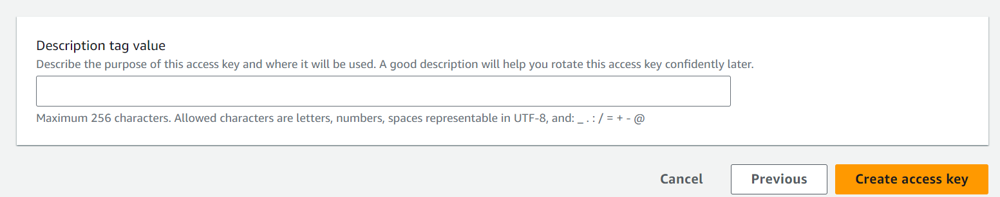 Description tag value
Describe the purpose of this access key and where it will be used. A good description will help you rotate this access key confidently later.
Maximum 256 characters. Allowed characters are letters, numbers, spaces representable in UTF-8, and: _ . : / = + - @
Cancel Previous Create access key